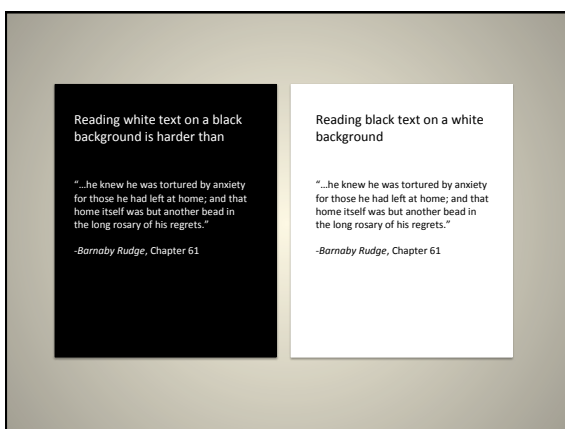 Reading white text on a black
background is harder than
“…he knew he was tortured by anxiety
for those he had left at home; and that
home itself was but another bead in
the long rosary of his regrets.”
-Barnaby Rudge, Chapter 61
Reading black text on a white
background
“…he knew he was tortured by anxiety
for those he had left at home; and that
home itself was but another bead in
the long rosary of his regrets.”
-Barnaby Rudge, Chapter 61